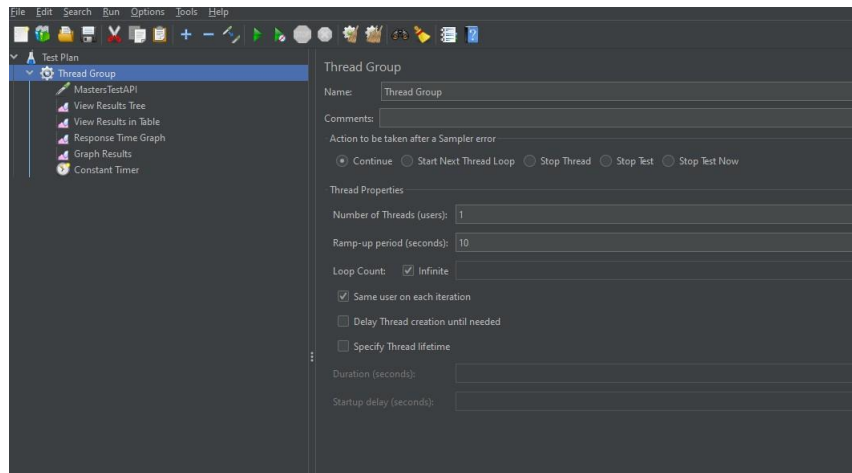 File Edit Search Run Options Tools Help
Test Plan
Thread Group
MastersTestAPI
View Results Tree
View Results in Table
Response Time Graph
Graph Results
Constant Timer
Thread Group
Name: Thread Group
Comments:
Action to be taken after a Sampler error
Continue Start Next Thread Loop Stop Thread Stop Test Stop Test Now
Thread Properties
Number of Threads (users): 1
Ramp-up period (seconds): 10
Loop Count: Infinite
Same user on each iteration
Delay Thread creation until needed
Specify Thread lifetime
Duration (seconds):
Startup delay (seconds):